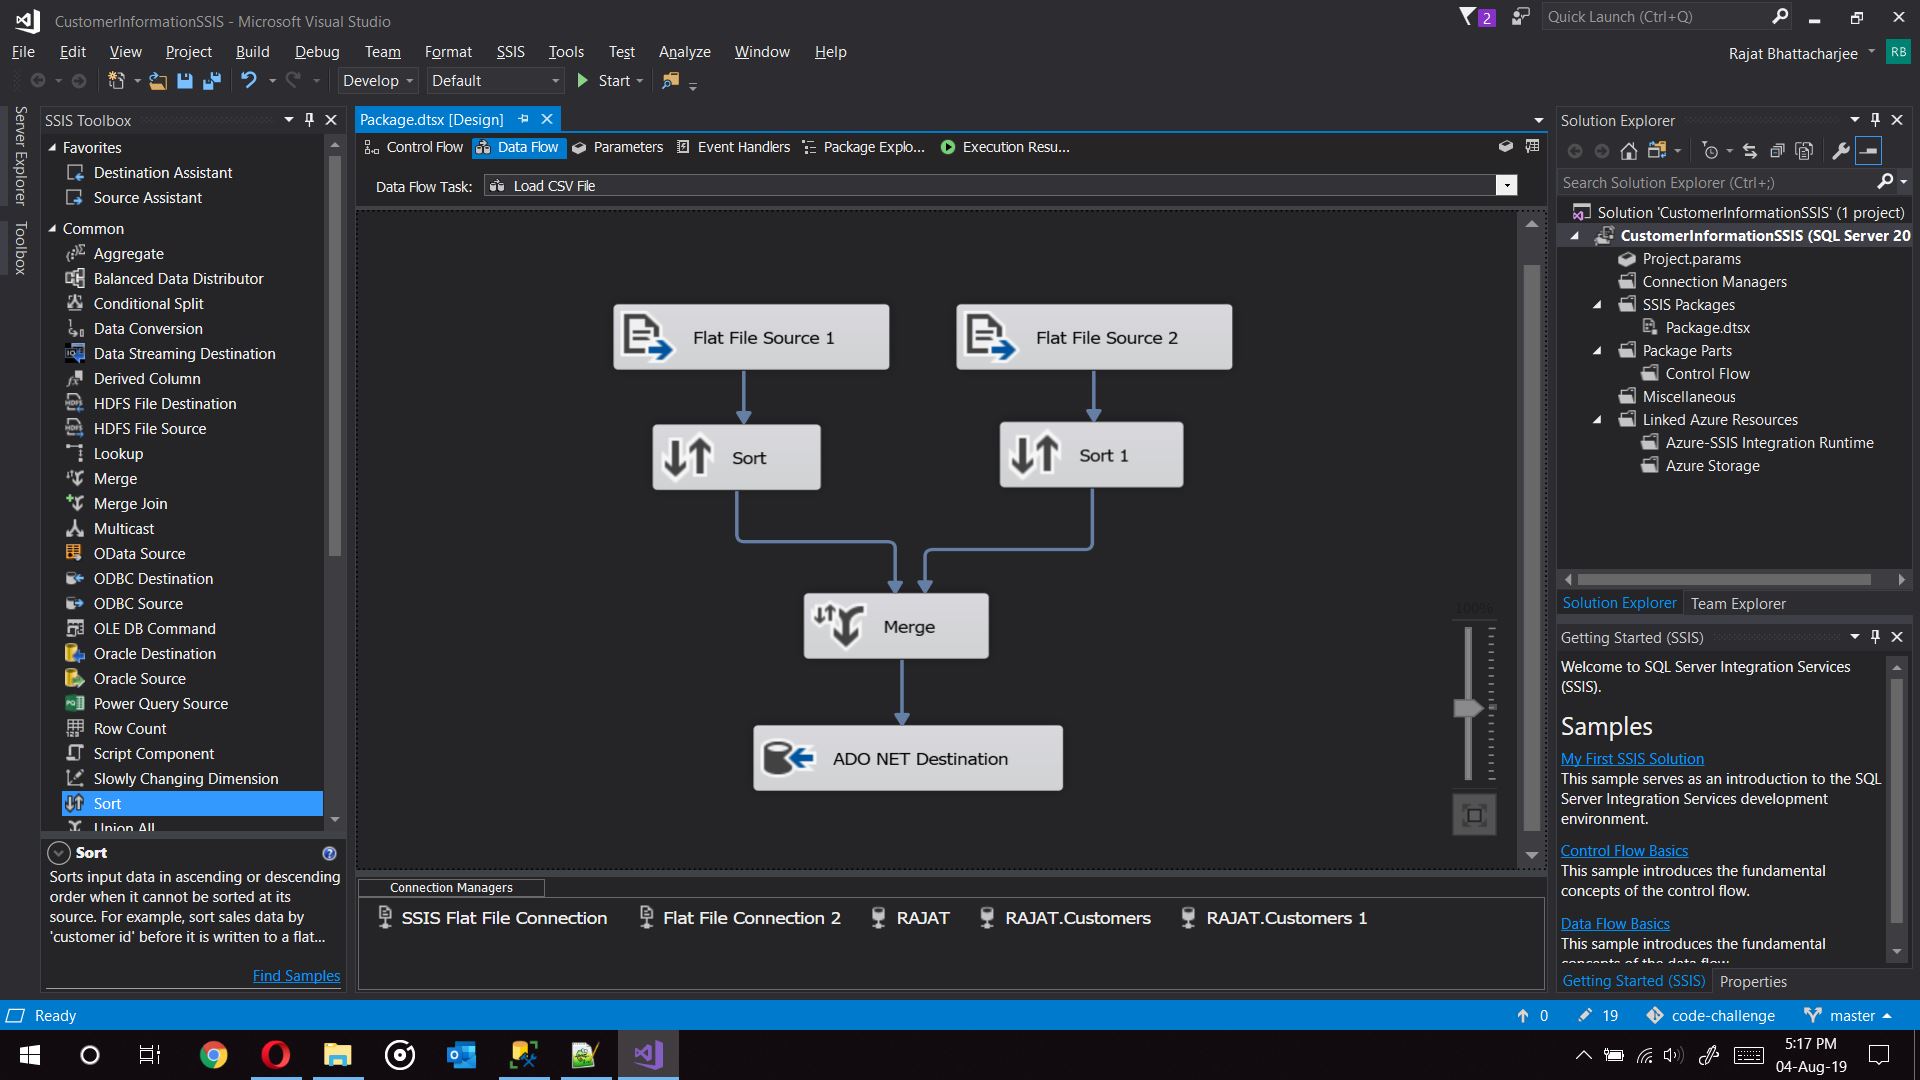 CustomerInformationSSIS - Microsoft Visual Studio
2
Quick Launch (Ctrl+Q)
File Edit View Project Build Debug Team Format SSIS Tools Test Analyze Window Help
Rajat Bhattacharjee RB
Develop Default Start
Server Explorer
Toolbox
SSIS Toolbox
Favorites
Destination Assistant
Source Assistant
Common
Aggregate
Balanced Data Distributor
Conditional Split
Data Conversion
Data Streaming Destination
Derived Column
HDFS File Destination
HDFS File Source
Lookup
Merge
Merge Join
Multicast
OData Source
ODBC Destination
ODBC Source
OLE DB Command
Oracle Destination
Oracle Source
Power Query Source
Row Count
Script Component
Slowly Changing Dimension
Sort
Union All
Sort
Sorts input data in ascending or descending
order when it cannot be sorted at its
source. For example, sort sales data by
'customer id' before it is written to a flat...
Find Samples
Package.dtsx [Design]
Control Flow Data Flow Parameters Event Handlers Package Explo... Execution Resu...
Data Flow Task: Load CSV File
Flat File Source 1
Flat File Source 2
Sort
Sort 1
Merge
ADO NET Destination
100%
Connection Managers
SSIS Flat File Connection Flat File Connection 2 RAJAT RAJAT.Customers RAJAT.Customers 1
Solution Explorer
Search Solution Explorer (Ctrl+;)
Solution 'CustomerInformationSSIS' (1 project)
CustomerInformationSSIS (SQL Server 20
Project.params
Connection Managers
SSIS Packages
Package.dtsx
Package Parts
Control Flow
Miscellaneous
Linked Azure Resources
Azure-SSIS Integration Runtime
Azure Storage
Solution Explorer Team Explorer
Getting Started (SSIS)
Welcome to SQL Server Integration Services
(SSIS).
Samples
My First SSIS Solution
This sample serves as an introduction to the SQL
Server Integration Services development
environment.
Control Flow Basics
This sample introduces the fundamental
concepts of the control flow.
Data Flow Basics
This sample introduces the fundamental
concepts of the data flow.
Getting Started (SSIS) Properties
Ready
0 19 code-challenge master
5:17 PM
04-Aug-19